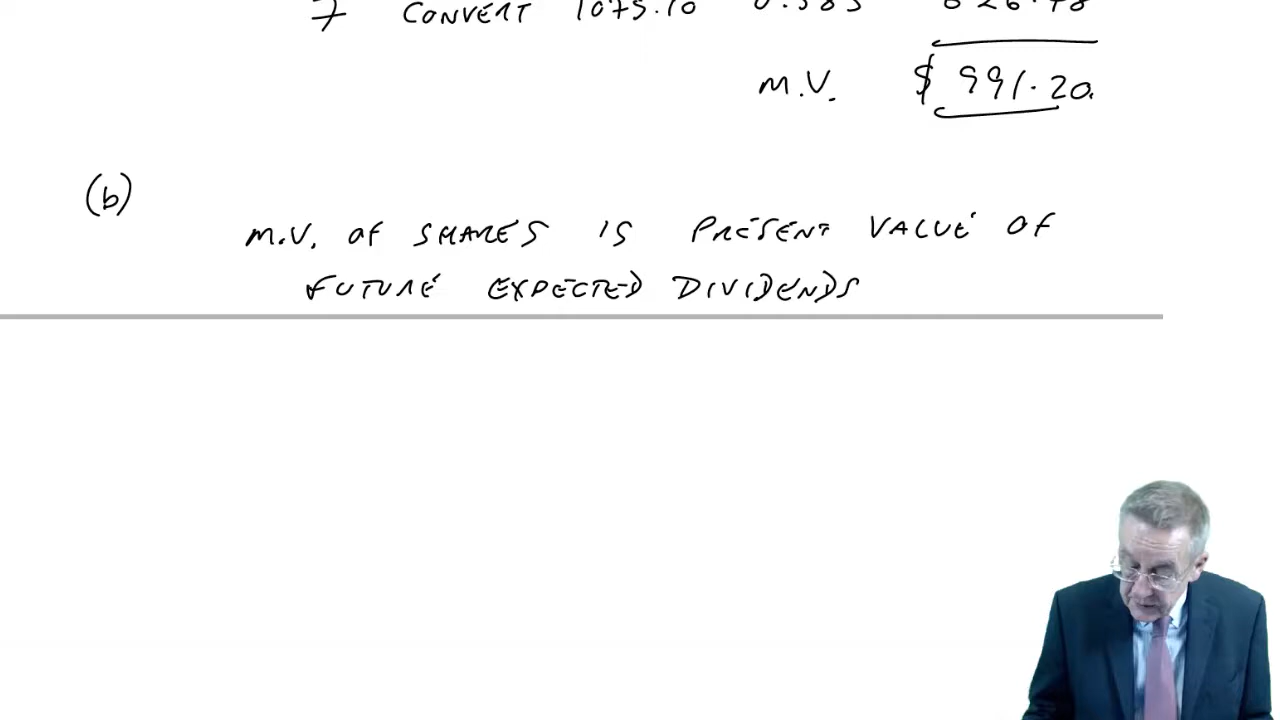 7 CONVERT 1075.10 0.583 626.78
M.V. $ 991.20
(b)
M.V. OF SHARES IS PRESENT VALUE OF
FUTURE EXPECTED DIVIDENDS